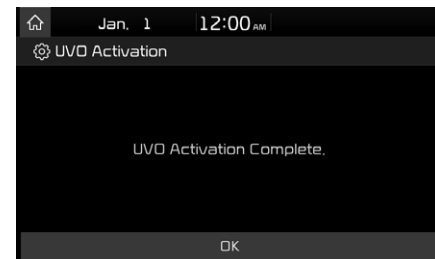 Jan. 1 12:00 AM
UVO Activation
UVO Activation Complete.
OK